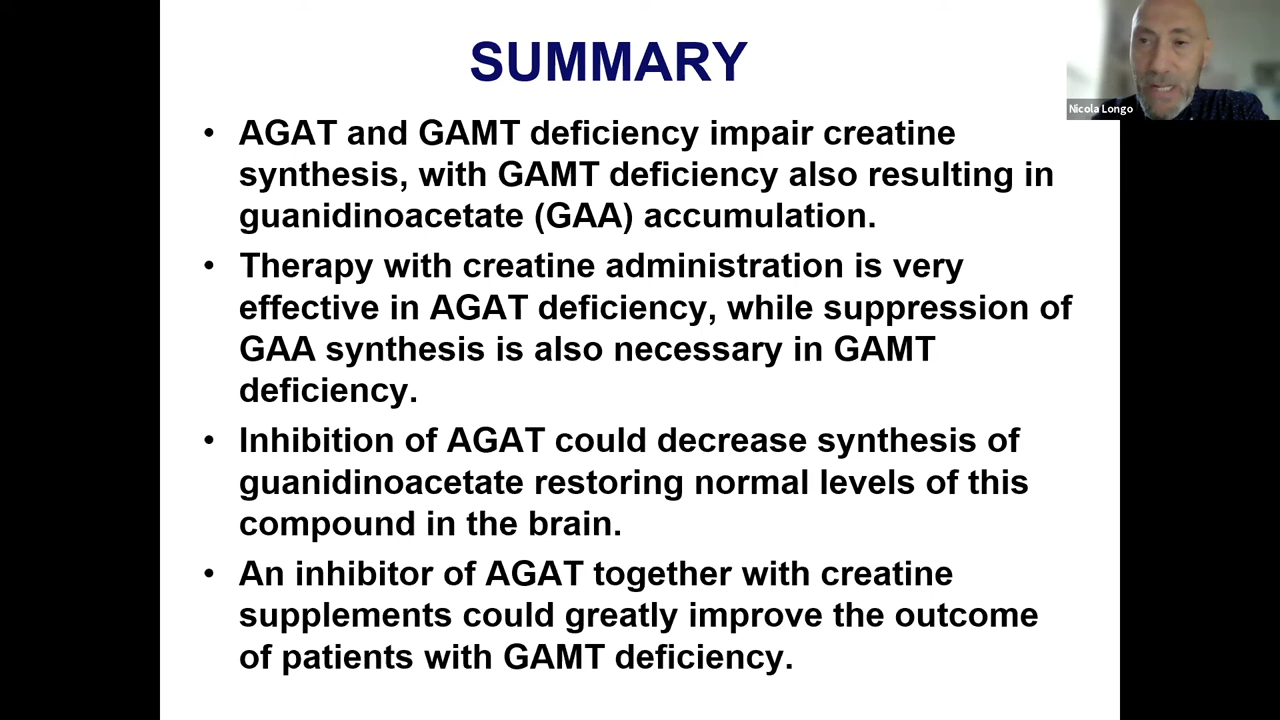 SUMMARY
Nicola Longo
• AGAT and GAMT deficiency impair creatine
synthesis, with GAMT deficiency also resulting in
guanidinoacetate (GAA) accumulation.
• Therapy with creatine administration is very
effective in AGAT deficiency, while suppression of
GAA synthesis is also necessary in GAMT
deficiency.
• Inhibition of AGAT could decrease synthesis of
guanidinoacetate restoring normal levels of this
compound in the brain.
• An inhibitor of AGAT together with creatine
supplements could greatly improve the outcome
of patients with GAMT deficiency.